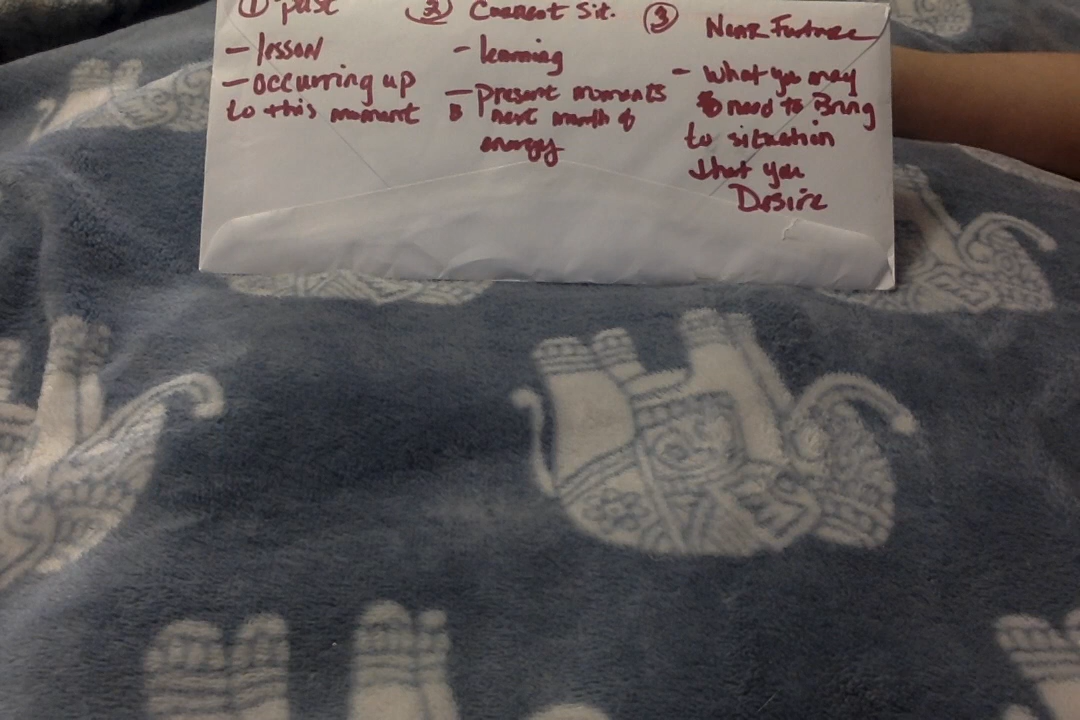 ① past
- lesson
- occurring up
to this moment
③ Current Sit.
- learning
- present moments
next month of
energy
③ Near Furture
- what you may
need to Bring
to situation
that you
Desire